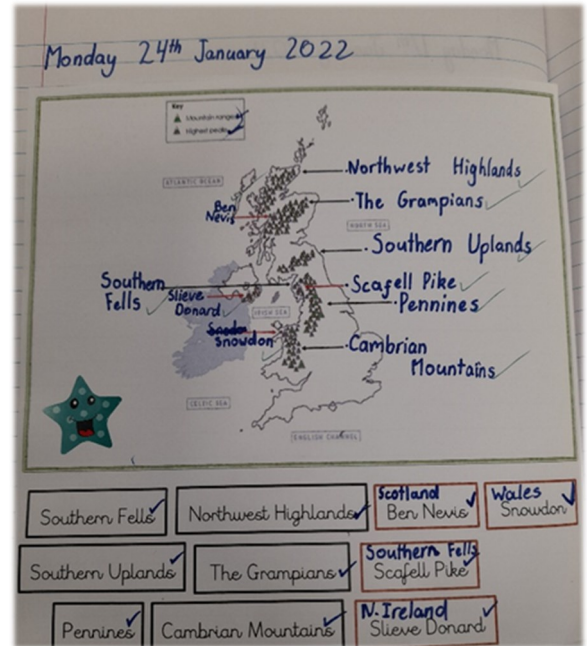 Monday 24th January 2022
Key
Mountain ranges
Highest peaks
ATLANTIC OCEAN
Northwest Highlands
Ben
Nevis
The Grampians
NORTH SEA
Southern Uplands
Southern
Fells
Scafell Pike
Slieve
Donard
Pennines
IRISH SEA
Snowdon
Cambrian
Mountains
CELTIC SEA
ENGLISH CHANNEL
Southern Fells
Northwest Highlands
Scotland
Ben Nevis
Wales
Snowdon
Southern Uplands
The Grampians
Southern Fells
Scafell Pike
Pennines
Cambrian Mountains
N.Ireland
Slieve Donard